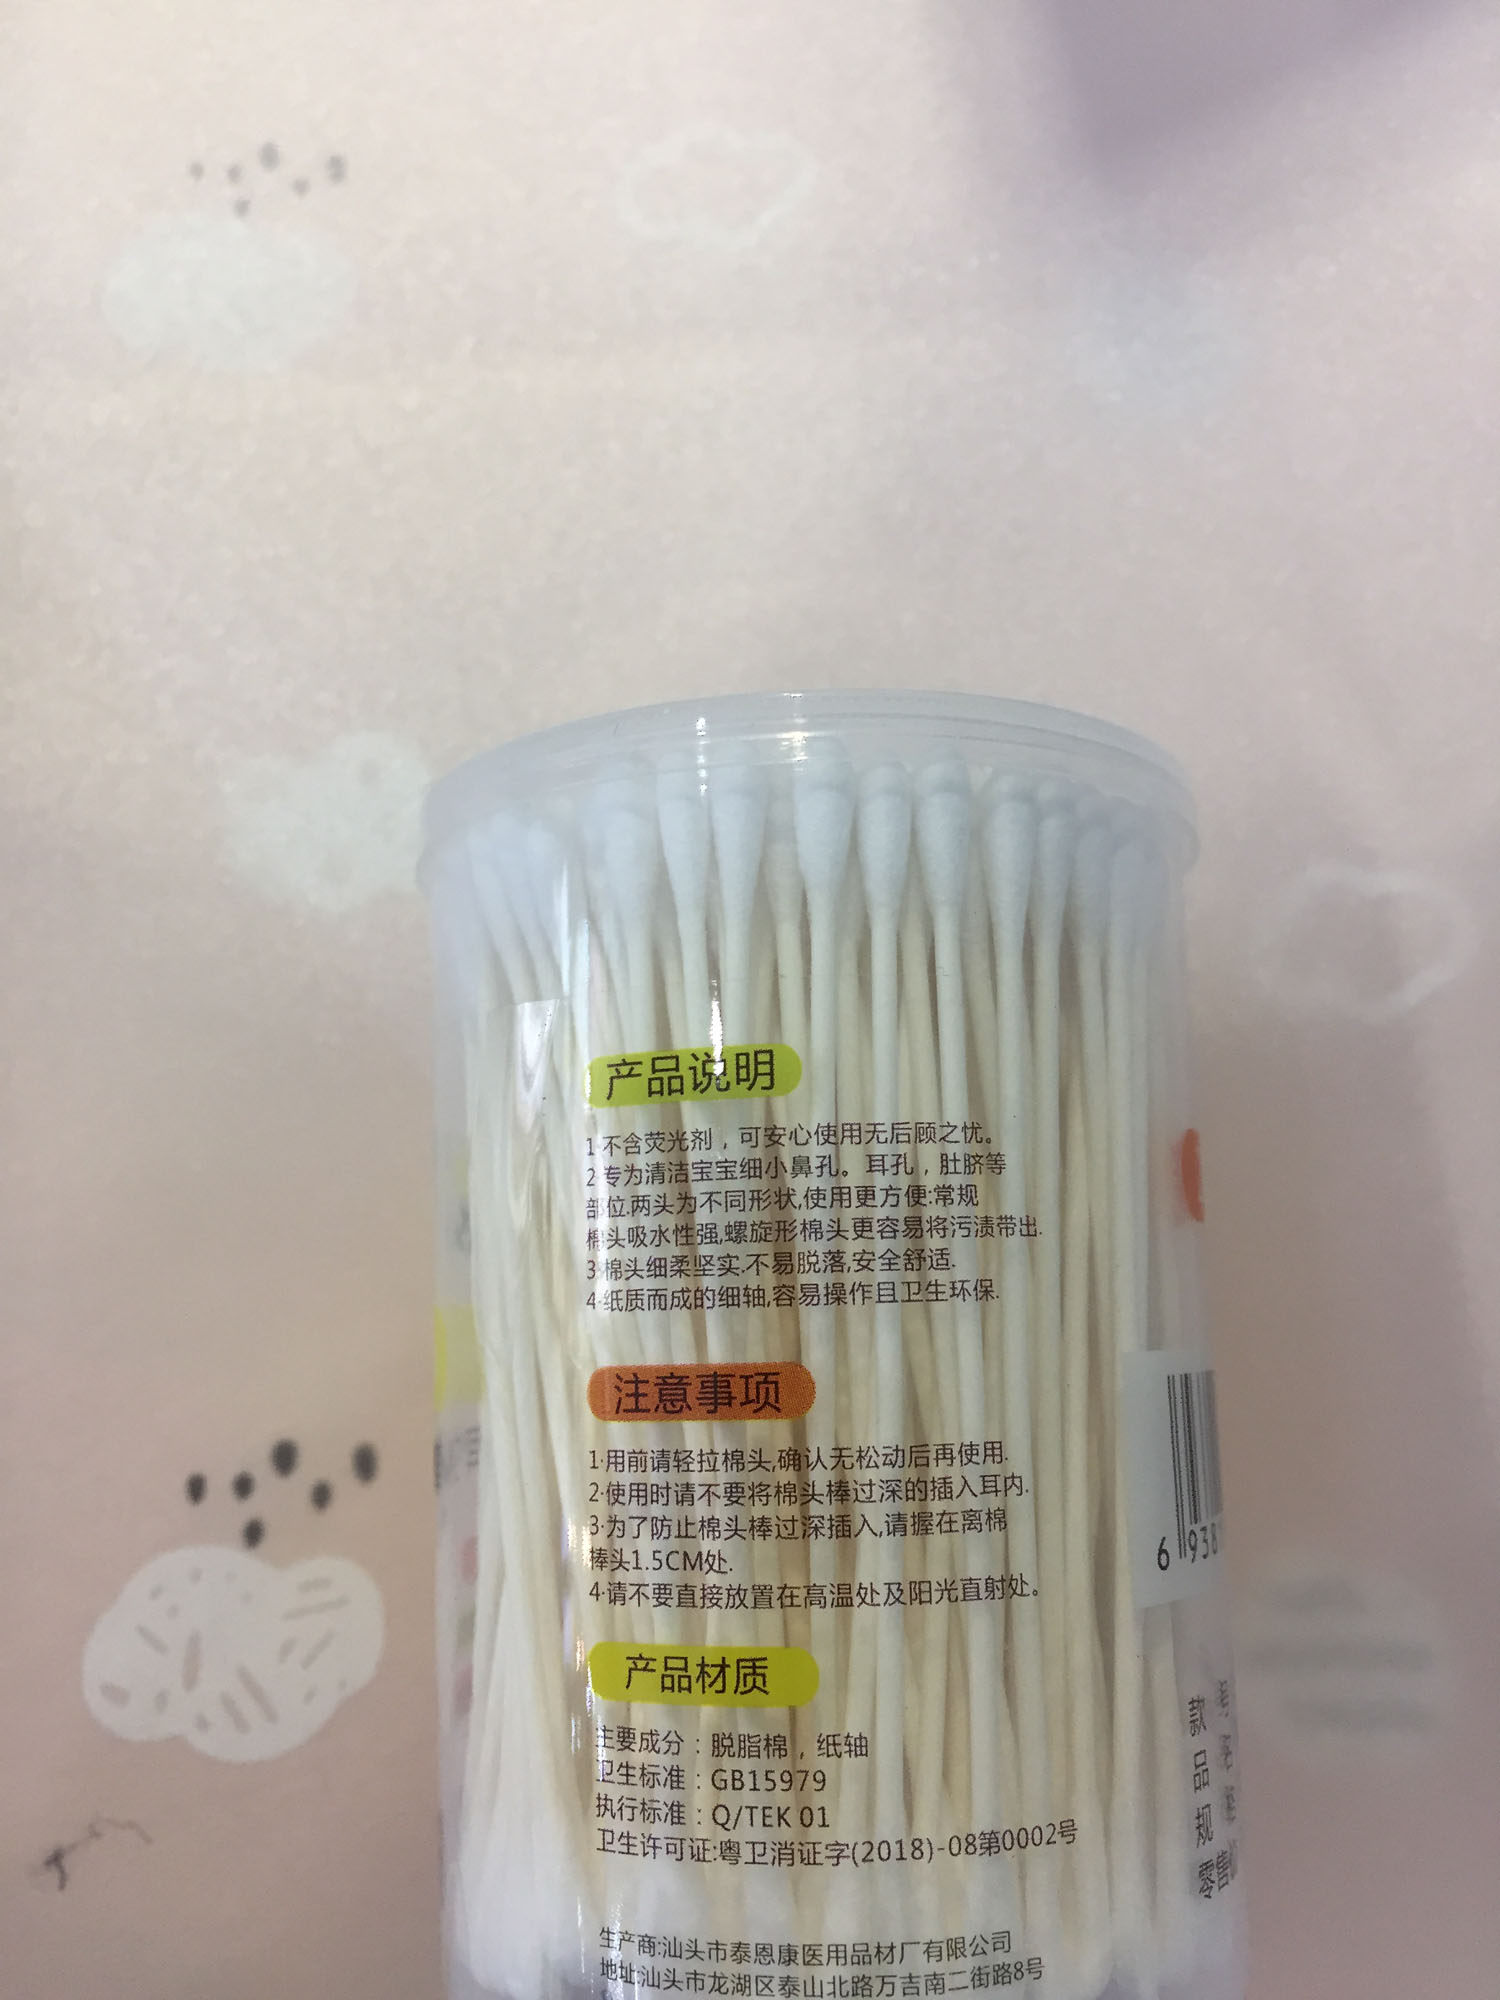 产品说明
1·不含荧光剂，可安心使用无后顾之忧。
2·专为清洁宝宝细小鼻孔。耳孔，肚脐等
部位.两头为不同形状,使用更方便:常规
棉头吸水性强,螺旋形棉头更容易将污渍带出.
3·棉头细柔坚实.不易脱落,安全舒适.
4·纸质而成的细轴,容易操作且卫生环保.
注意事项
1·用前请轻拉棉头,确认无松动后再使用.
2·使用时请不要将棉头棒过深的插入耳内.
3·为了防止棉头棒过深插入,请握在离棉
棒头1.5CM处.
4·请不要直接放置在高温处及阳光直射处。
产品材质
主要成分：脱脂棉，纸轴
卫生标准：GB15979
执行标准：Q/TEK 01
卫生许可证:粤卫消证字(2018)-08第0002号
生产商:汕头市泰恩康医用品材厂有限公司
地址:汕头市龙湖区泰山北路万吉南二街路8号
6 938
款
品
规
零售